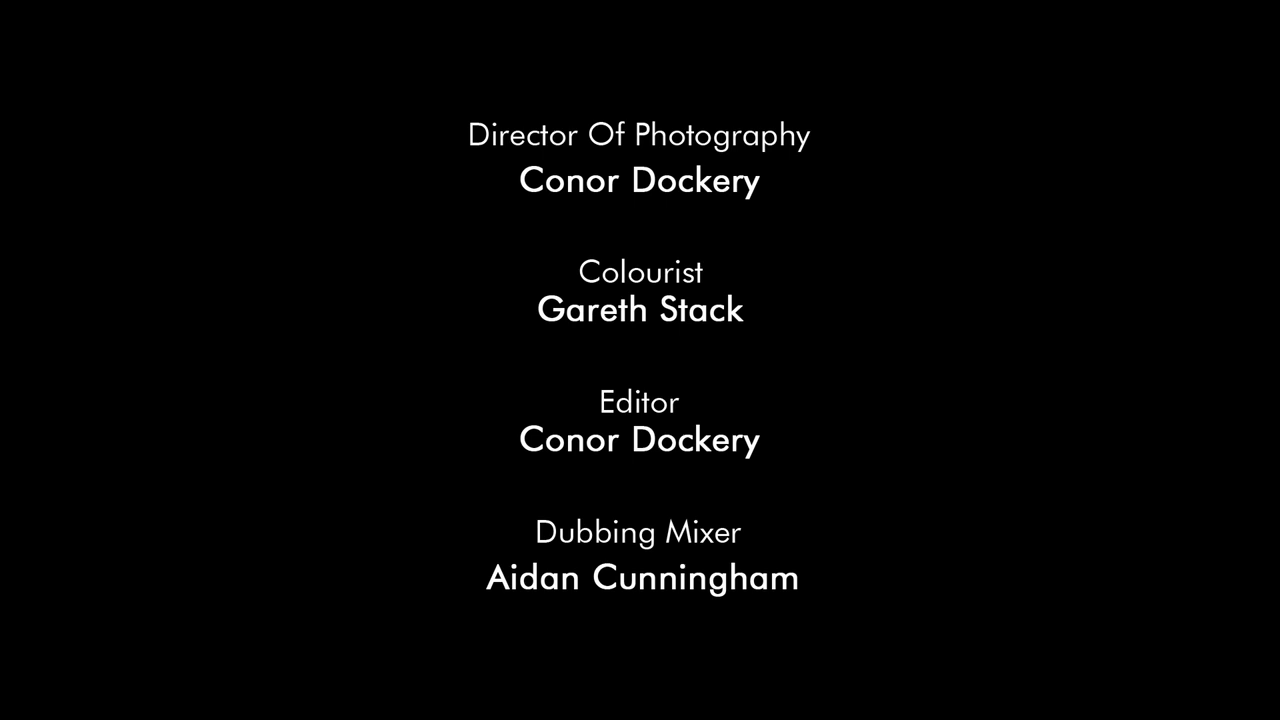 Director Of Photography
Conor Dockery
Colourist
Gareth Stack
Editor
Conor Dockery
Dubbing Mixer
Aidan Cunningham